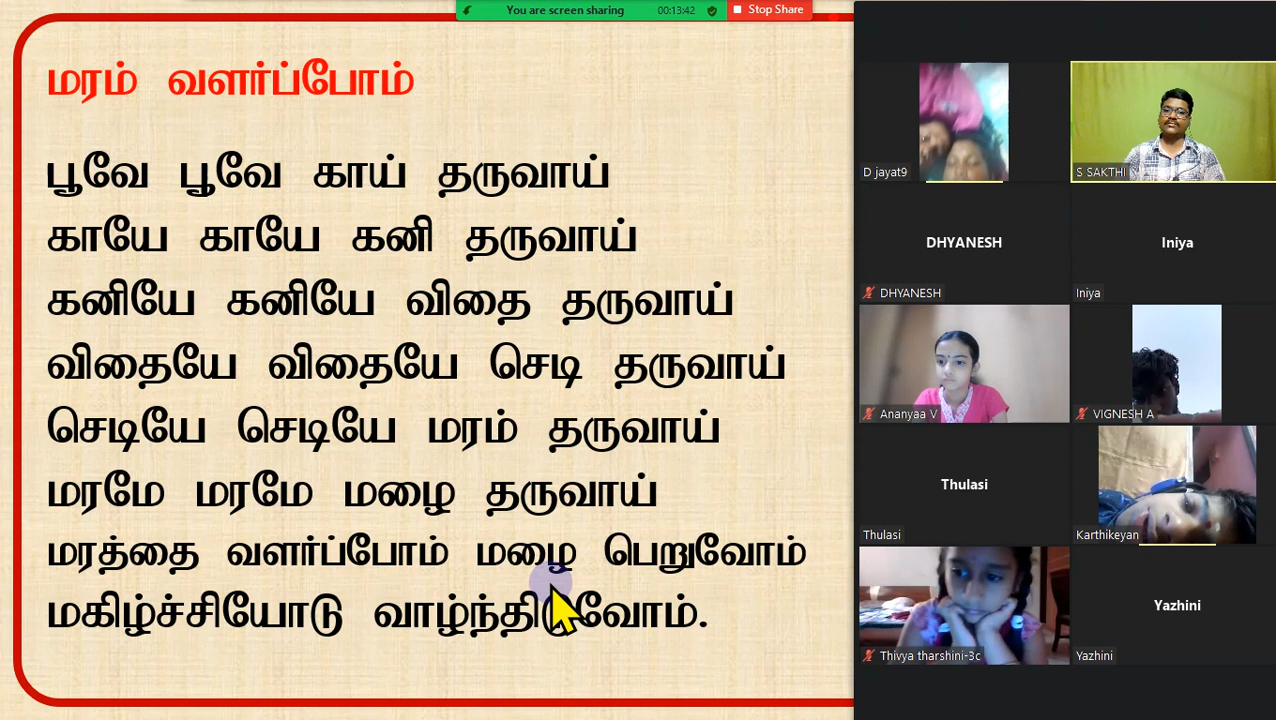 You are screen sharing 00:13:42 Stop Share
மரம் வளர்ப்போம்
பூவே பூவே காய் தருவாய்
காயே காயே கனி தருவாய்
கனியே கனியே விதை தருவாய்
விதையே விதையே செடி தருவாய்
செடியே செடியே மரம் தருவாய்
மரமே மரமே மழை தருவாய்
மரத்தை வளர்ப்போம் மழை பெறுவோம்
மகிழ்ச்சியோடு வாழ்ந்திடுவோம்.
D jayat9
S SAKTHI
DHYANESH
DHYANESH
Iniya
Iniya
Ananyaa V
VIGNESH A
Thulasi
Thulasi
Karthikeyan
Thivya tharshini-3c
Yazhini
Yazhini